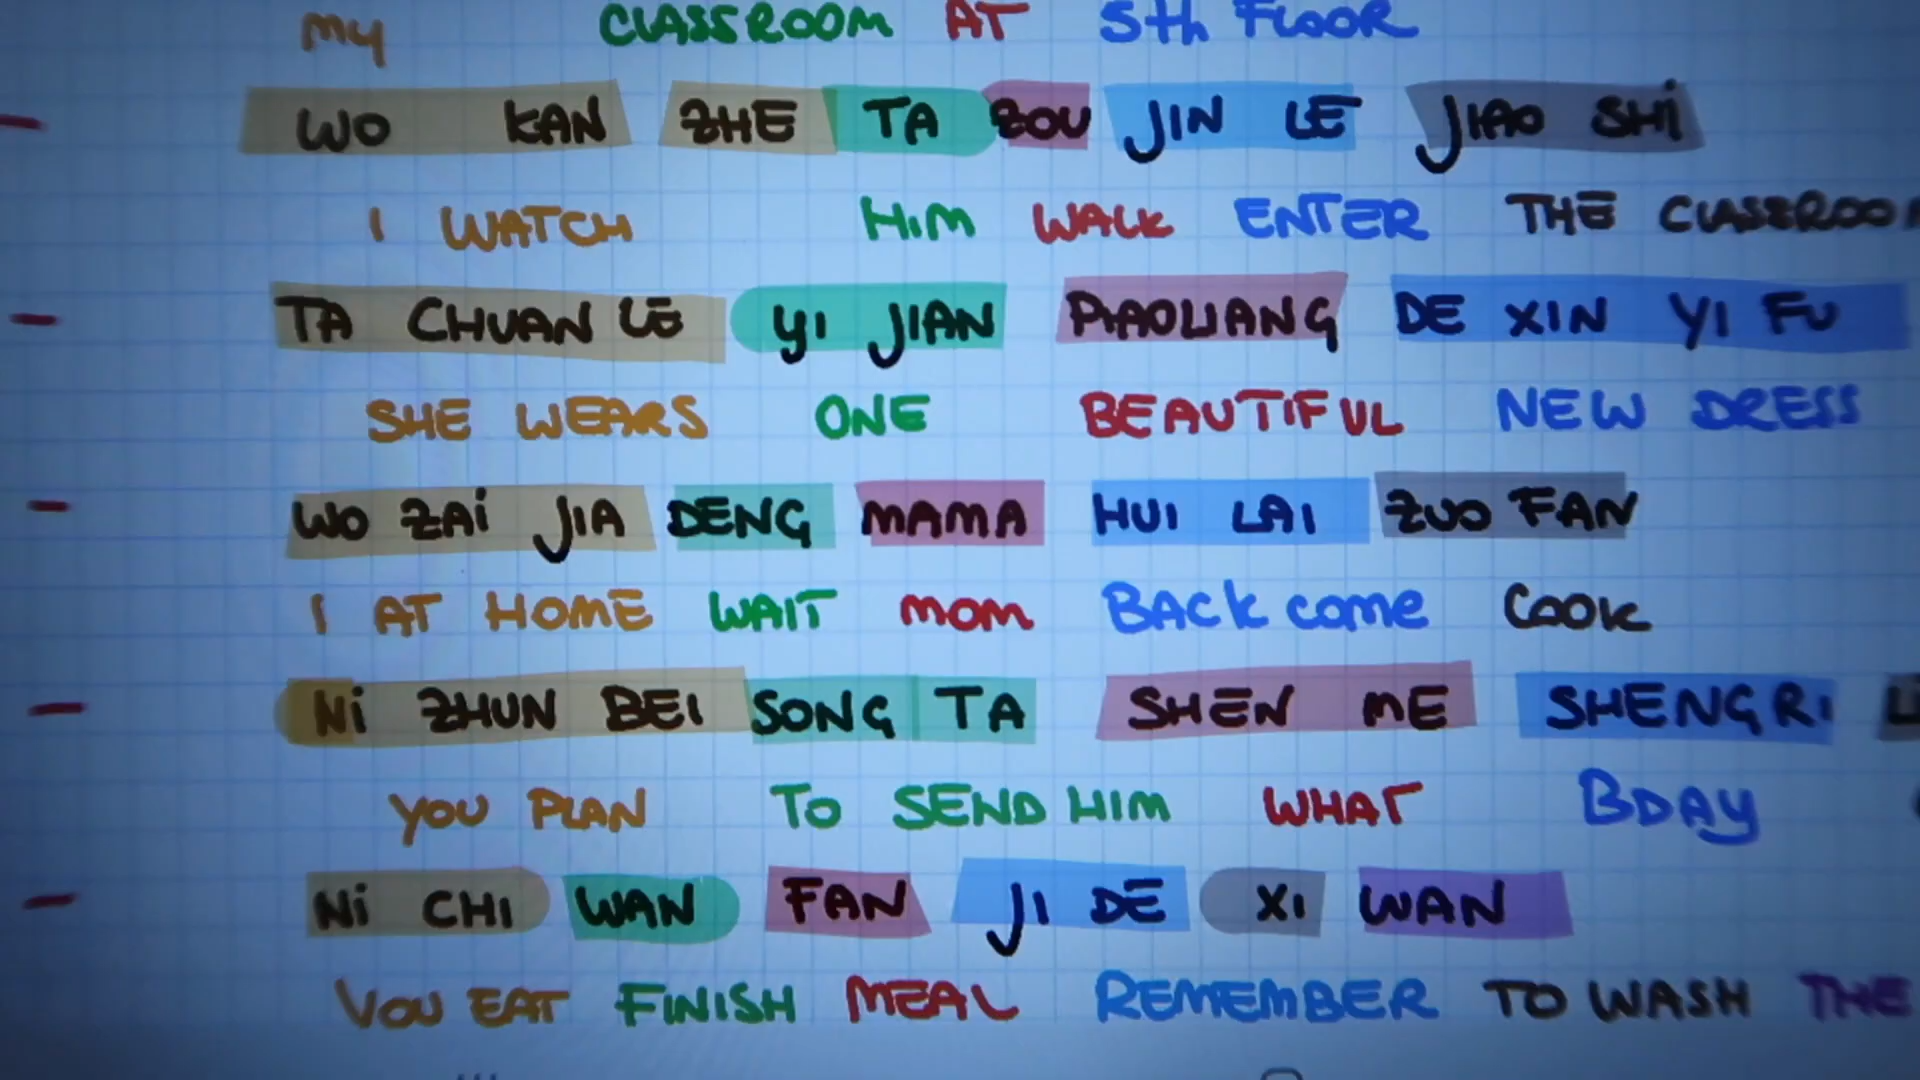 my CLASSROOM AT 5th FLOOR
WO KAN ZHE TA ZOU JIN LE JIAO SHi
I WATCH HIM WALK ENTER THE CLASSROO
TA CHUAN LE YI JIAN PIAOLIANG DE XIN YI FU
SHE WEARS ONE BEAUTIFUL NEW DRESS
WO ZAi JIA DENG MAMA HUI LAI ZUO FAN
I AT HOME WAIT mom BACK come COOK
Ni ZHUN BEI SONG TA SHEN ME SHENGRI
YOU PLAN TO SEND HIM WHAT BDAY
Ni CHI WAN FAN JI DE XI WAN
YOU EAT FINISH MEAL REMEMBER TO WASH THE